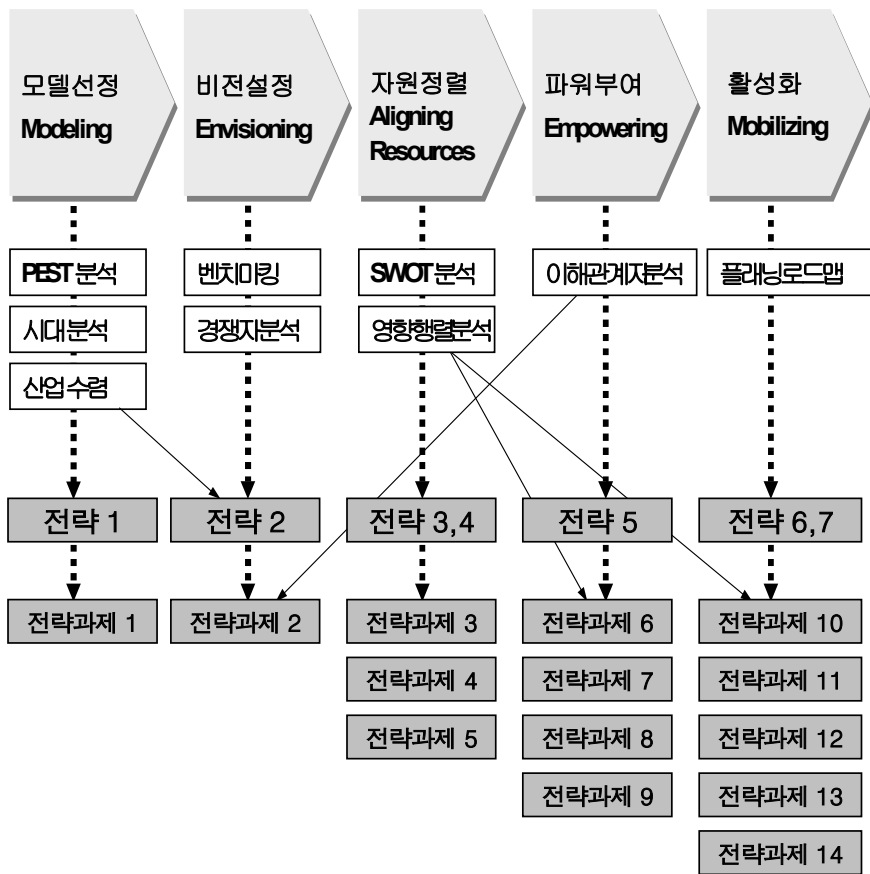 모델선정
Modeling
비전설정
Envisioning
자원정렬
Aligning
Resources
파워부여
Empowering
활성화
Mobilizing
PEST 분석
시대 분석
산업 수렴
벤치마킹
경쟁자분석
SWOT 분석
영향행렬분석
이해관계자분석
플래닝로드맵
전략 1
전략 2
전략 3,4
전략 5
전략 6,7
전략과제 1
전략과제 2
전략과제 3
전략과제 4
전략과제 5
전략과제 6
전략과제 7
전략과제 8
전략과제 9
전략과제 10
전략과제 11
전략과제 12
전략과제 13
전략과제 14